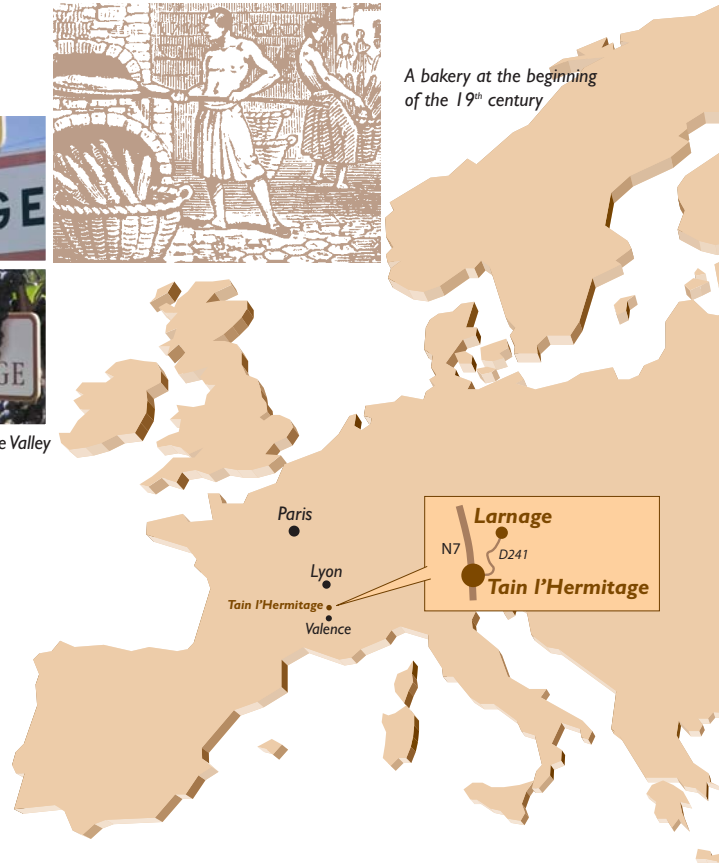 A bakery at the beginning
of the 19th century
GE
GE
e Valley
Paris
Lyon
Tain l'Hermitage
Valence
Larnage
N7
D241
Tain l'Hermitage